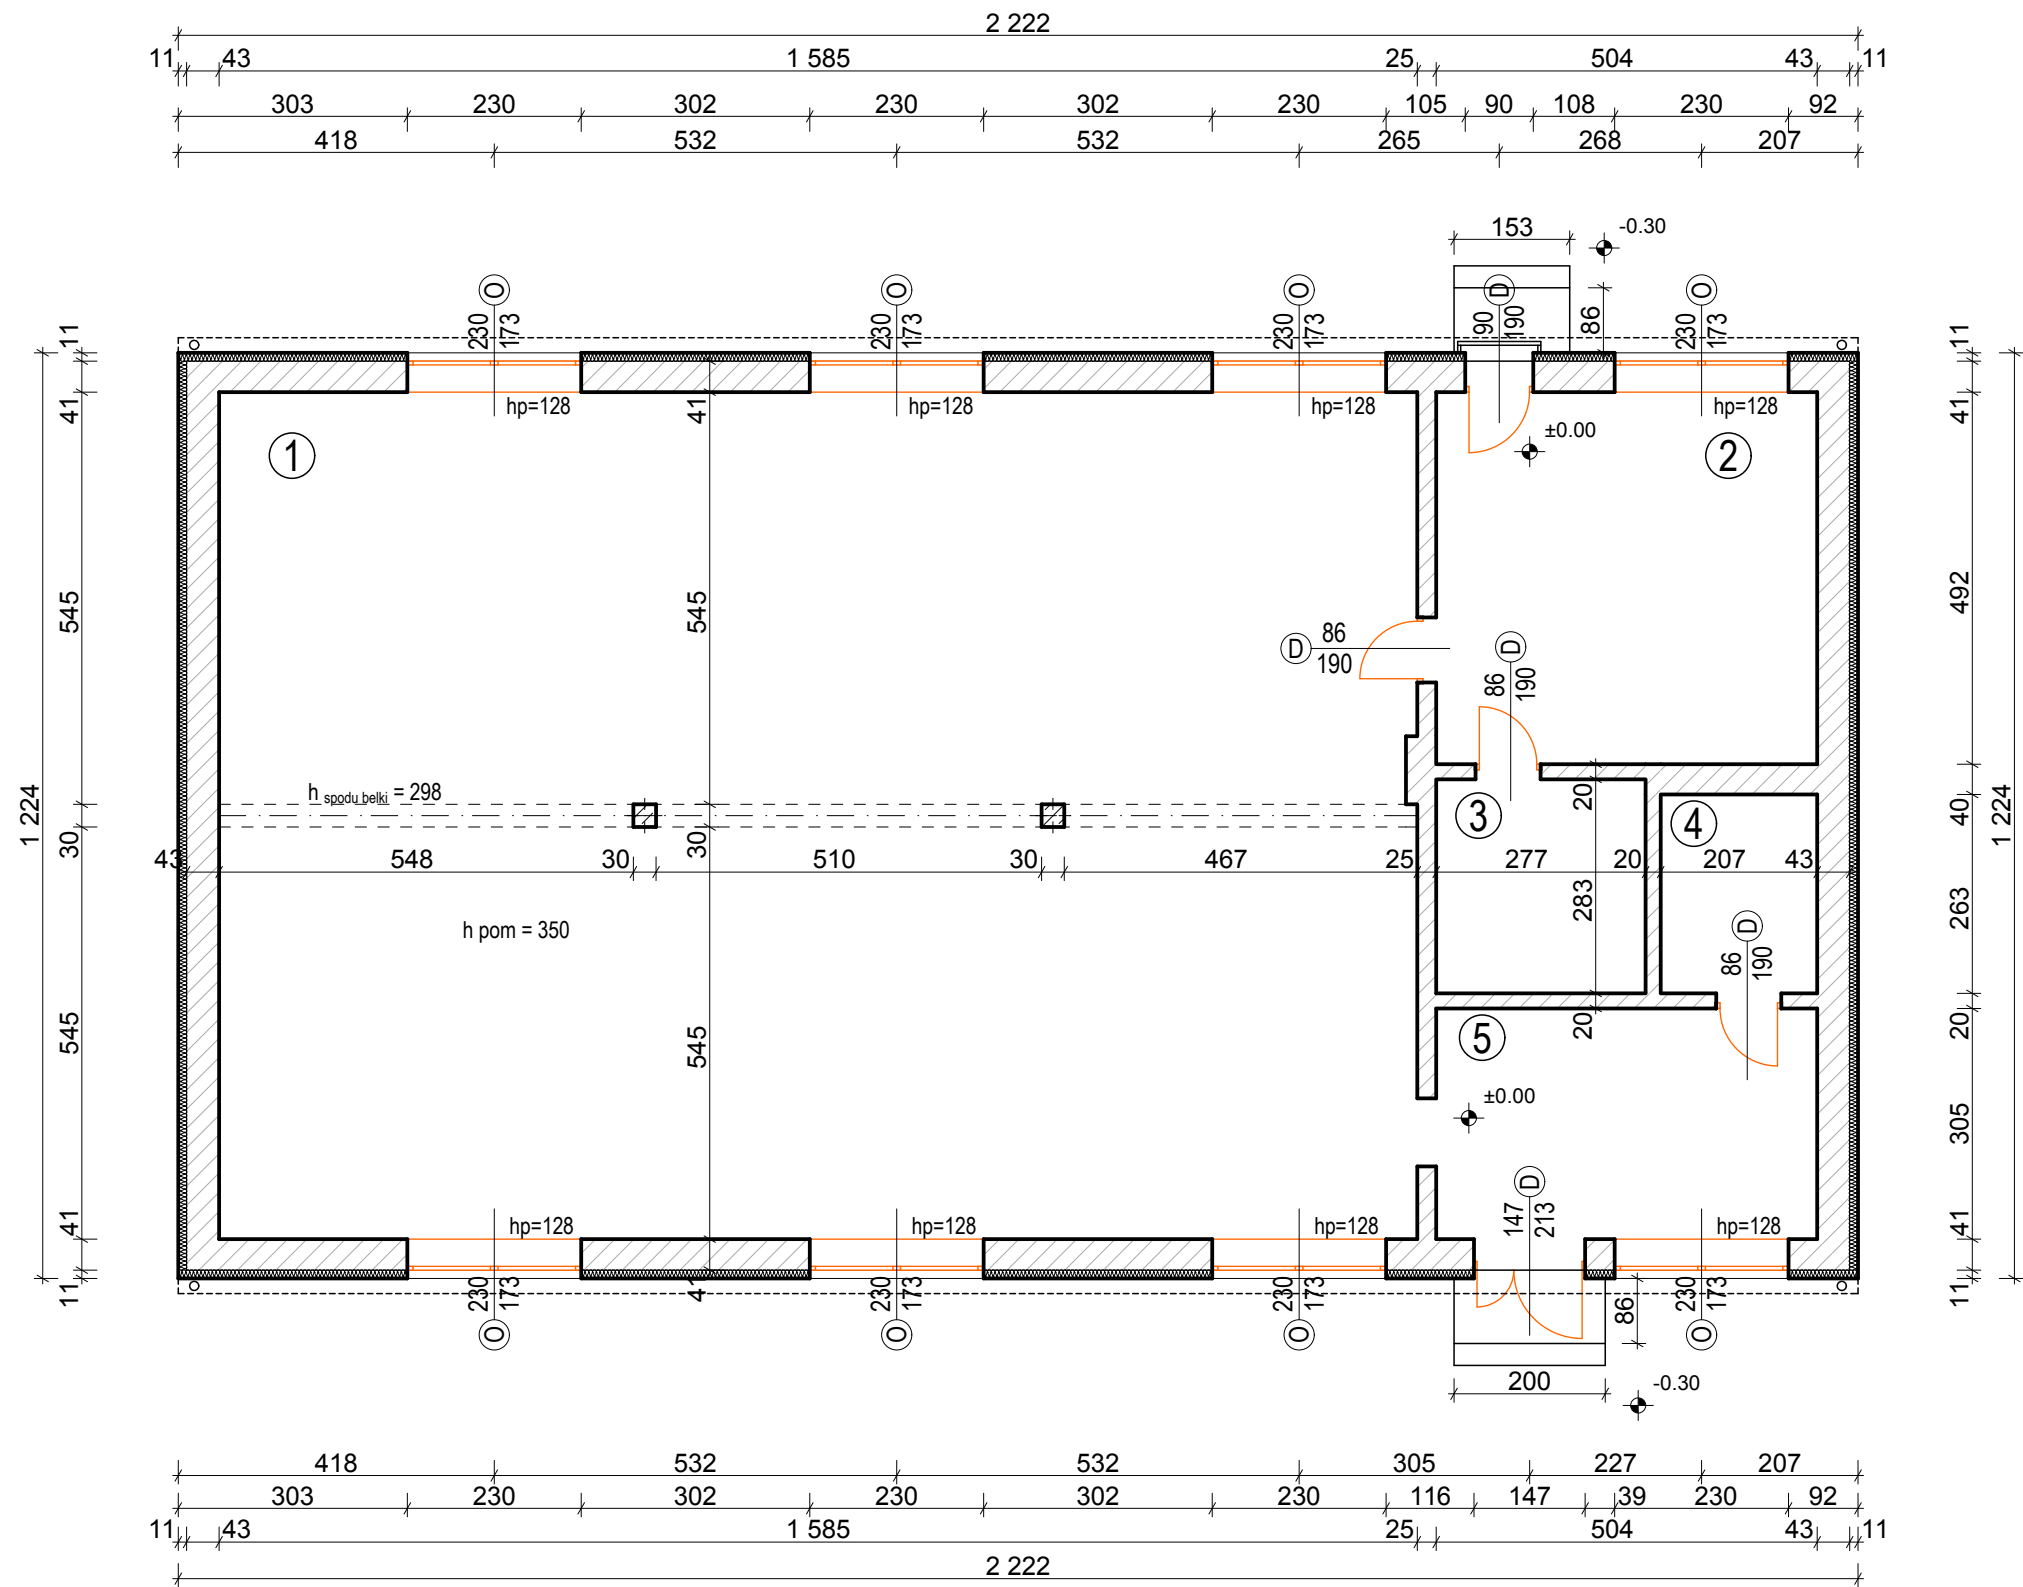 2 222
11 43 1 585 25 504 43 11
303 230 302 230 302 230 105 90 108 230 92
418 532 532 265 268 207
153 -0.30
O O O D O
230 173 230 173 230 173 90 190 86 230 173
11 11
41 hp=128 41 hp=128 hp=128 hp=128 41
±0.00
1 2
545 545 492
D 86 190 D 86 190
h spodu belki = 298
1 224 30 30 3 20 4 40 1 224
43 548 30 510 30 467 25 277 20 207 43
283 263
h pom = 350
D 86 190
545 545 5 20 20
±0.00 305
D 147 213
41 hp=128 hp=128 hp=128 hp=128 41
11 230 173 41 230 173 230 173 86 230 173 11
O O O O
200 -0.30
418 532 532 305 227 207
303 230 302 230 302 230 116 147 39 230 92
11 43 1 585 25 504 43 11
2 222